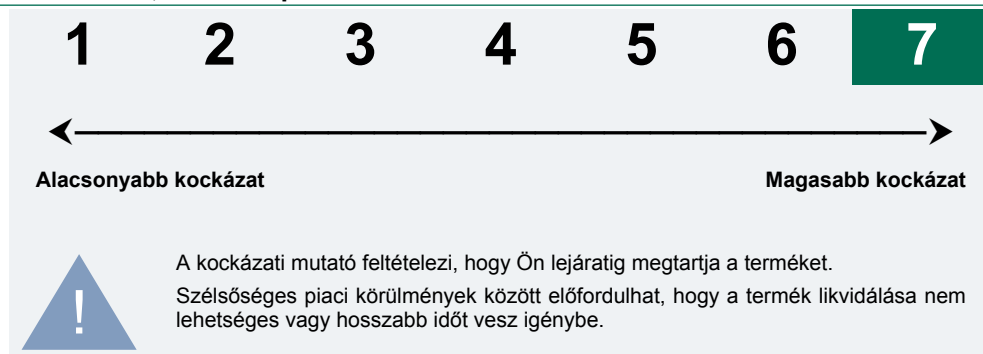 1 2 3 4 5 6 7
Alacsonyabb kockázat Magasabb kockázat
A kockázati mutató feltételezi, hogy Ön lejáratig megtartja a terméket.
Szélsőséges piaci körülmények között előfordulhat, hogy a termék likvidálása nem
lehetséges vagy hosszabb időt vesz igénybe.
!